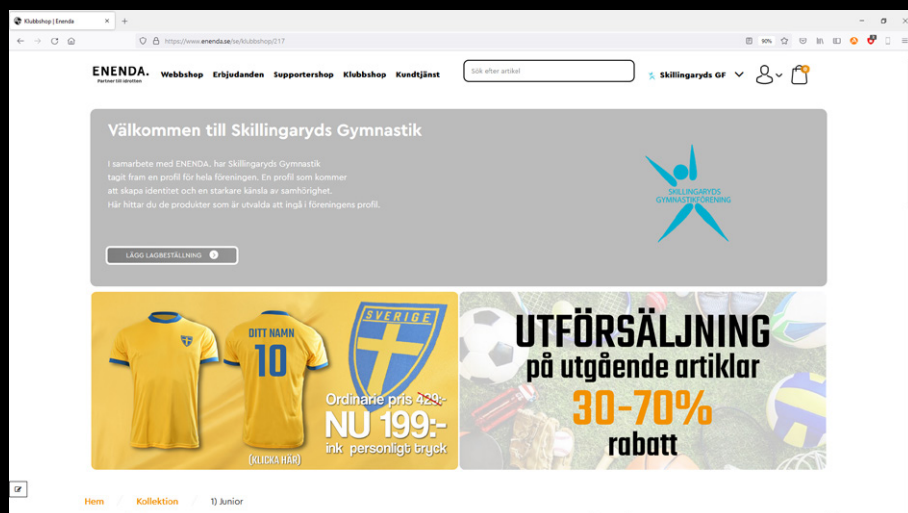 Klubbshop | Enenda
https://www.enenda.se/se/klubbshop/217
90%
ENENDA.
Partner till idrotten
Webbshop Erbjudanden Supportershop Klubbshop Kundtjänst
Sök efter artikel
Skillingaryds GF
0
Välkommen till Skillingaryds Gymnastik
I samarbete med ENENDA. har Skillingaryds Gymnastik
tagit fram en profil för hela föreningen. En profil som kommer
att skapa identitet och en starkare känsla av samhörighet.
Här hittar du de produkter som är utvalda att ingå i föreningens profil.
LÄGG LAGBESTÄLLNING
SKILLINGARYDS
GYMNASTIKFÖRENING
DITT NAMN
10
SVERIGE
Ordinarie pris 429:-
NU 199:-
ink personligt tryck
(KLICKA HÄR)
UTFÖRSÄLJNING
på utgående artiklar
30-70%
rabatt
Hem / Kollektion / 1) Junior